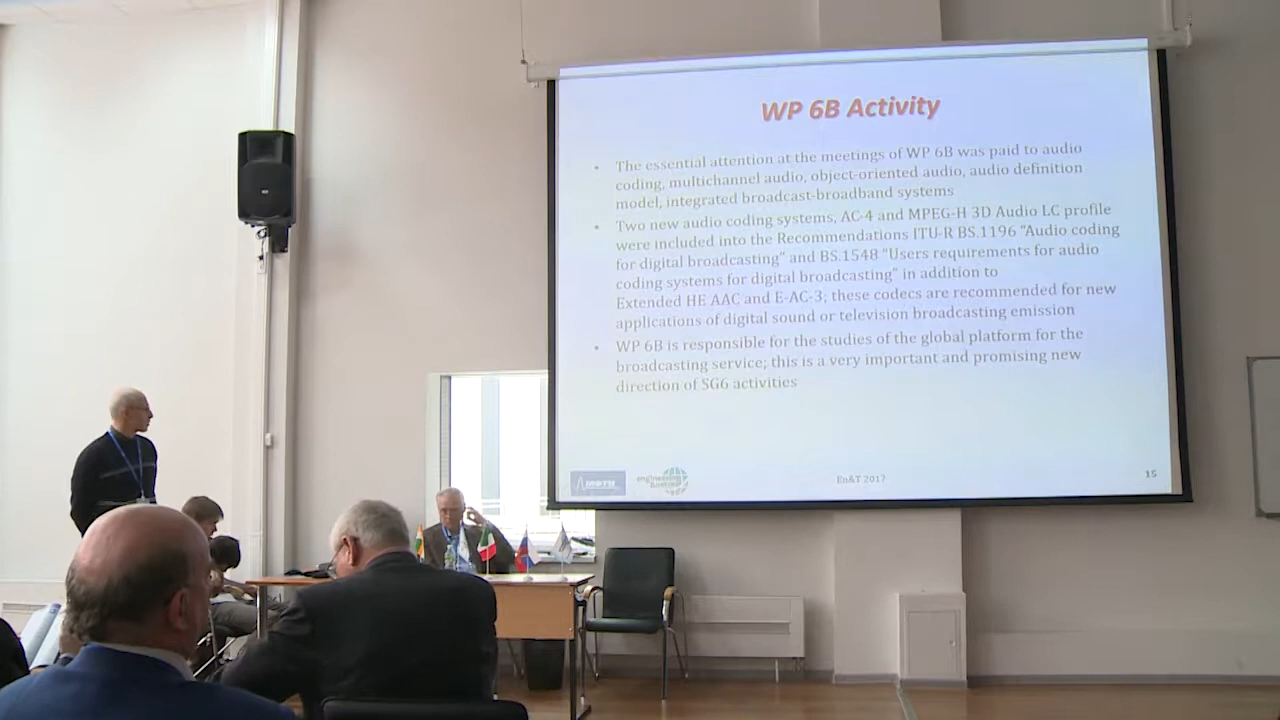 WP 6B Activity
• The essential attention at the meetings of WP 6B was paid to audio
coding, multichannel audio, object-oriented audio, audio definition
model, integrated broadcast-broadband systems
• Two new audio coding systems, AC-4 and MPEG-H 3D Audio LC profile
were included into the Recommendations ITU-R BS.1196 "Audio coding
for digital broadcasting" and BS.1548 "Users requirements for audio
coding systems for digital broadcasting" in addition to
Extended HE AAC and E-AC-3; these codecs are recommended for new
applications of digital sound or television broadcasting emission
• WP 6B is responsible for the studies of the global platform for the
broadcasting service; this is a very important and promising new
direction of SG6 activities
engineering
En&T 2017
15